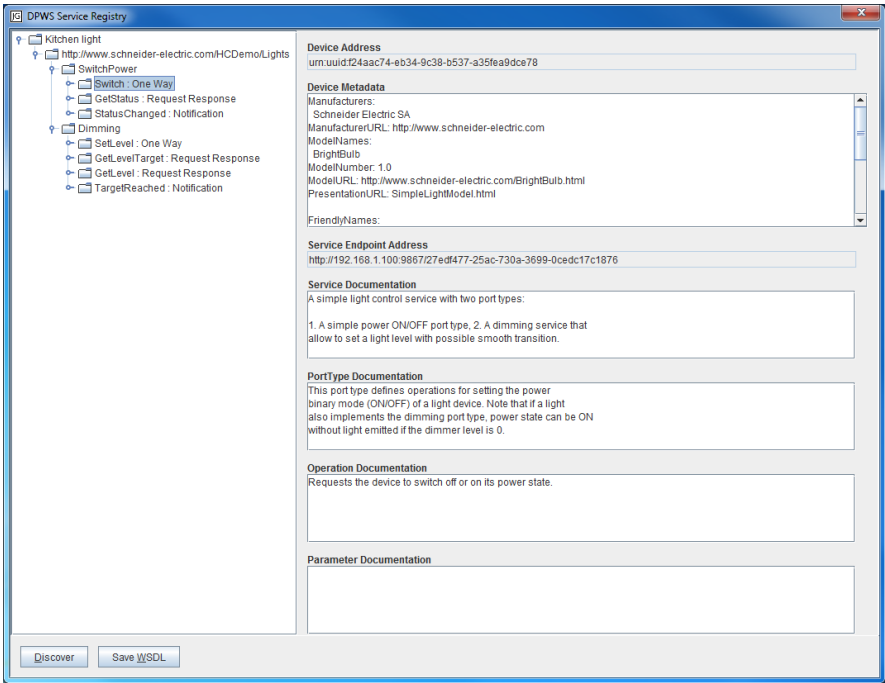 JG DPWS Service Registry
Kitchen light
http://www.schneider-electric.com/HCDemo/Lights
SwitchPower
Switch : One Way
GetStatus : Request Response
StatusChanged : Notification
Dimming
SetLevel : One Way
GetLevelTarget : Request Response
GetLevel : Request Response
TargetReached : Notification
Device Address
urn:uuid:f24aac74-eb34-9c38-b537-a35fea9dce78
Device Metadata
Manufacturers:
Schneider Electric SA
ManufacturerURL: http://www.schneider-electric.com
ModelNames:
BrightBulb
ModelNumber: 1.0
ModelURL: http://www.schneider-electric.com/BrightBulb.html
PresentationURL: SimpleLightModel.html
FriendlyNames:
Service Endpoint Address
http://192.168.1.100:9867/27edf477-25ac-730a-3699-0cedc17c1876
Service Documentation
A simple light control service with two port types:
1. A simple power ON/OFF port type, 2. A dimming service that
allow to set a light level with possible smooth transition.
PortType Documentation
This port type defines operations for setting the power
binary mode (ON/OFF) of a light device. Note that if a light
also implements the dimming port type, power state can be ON
without light emitted if the dimmer level is 0.
Operation Documentation
Requests the device to switch off or on its power state.
Parameter Documentation
Discover
Save WSDL